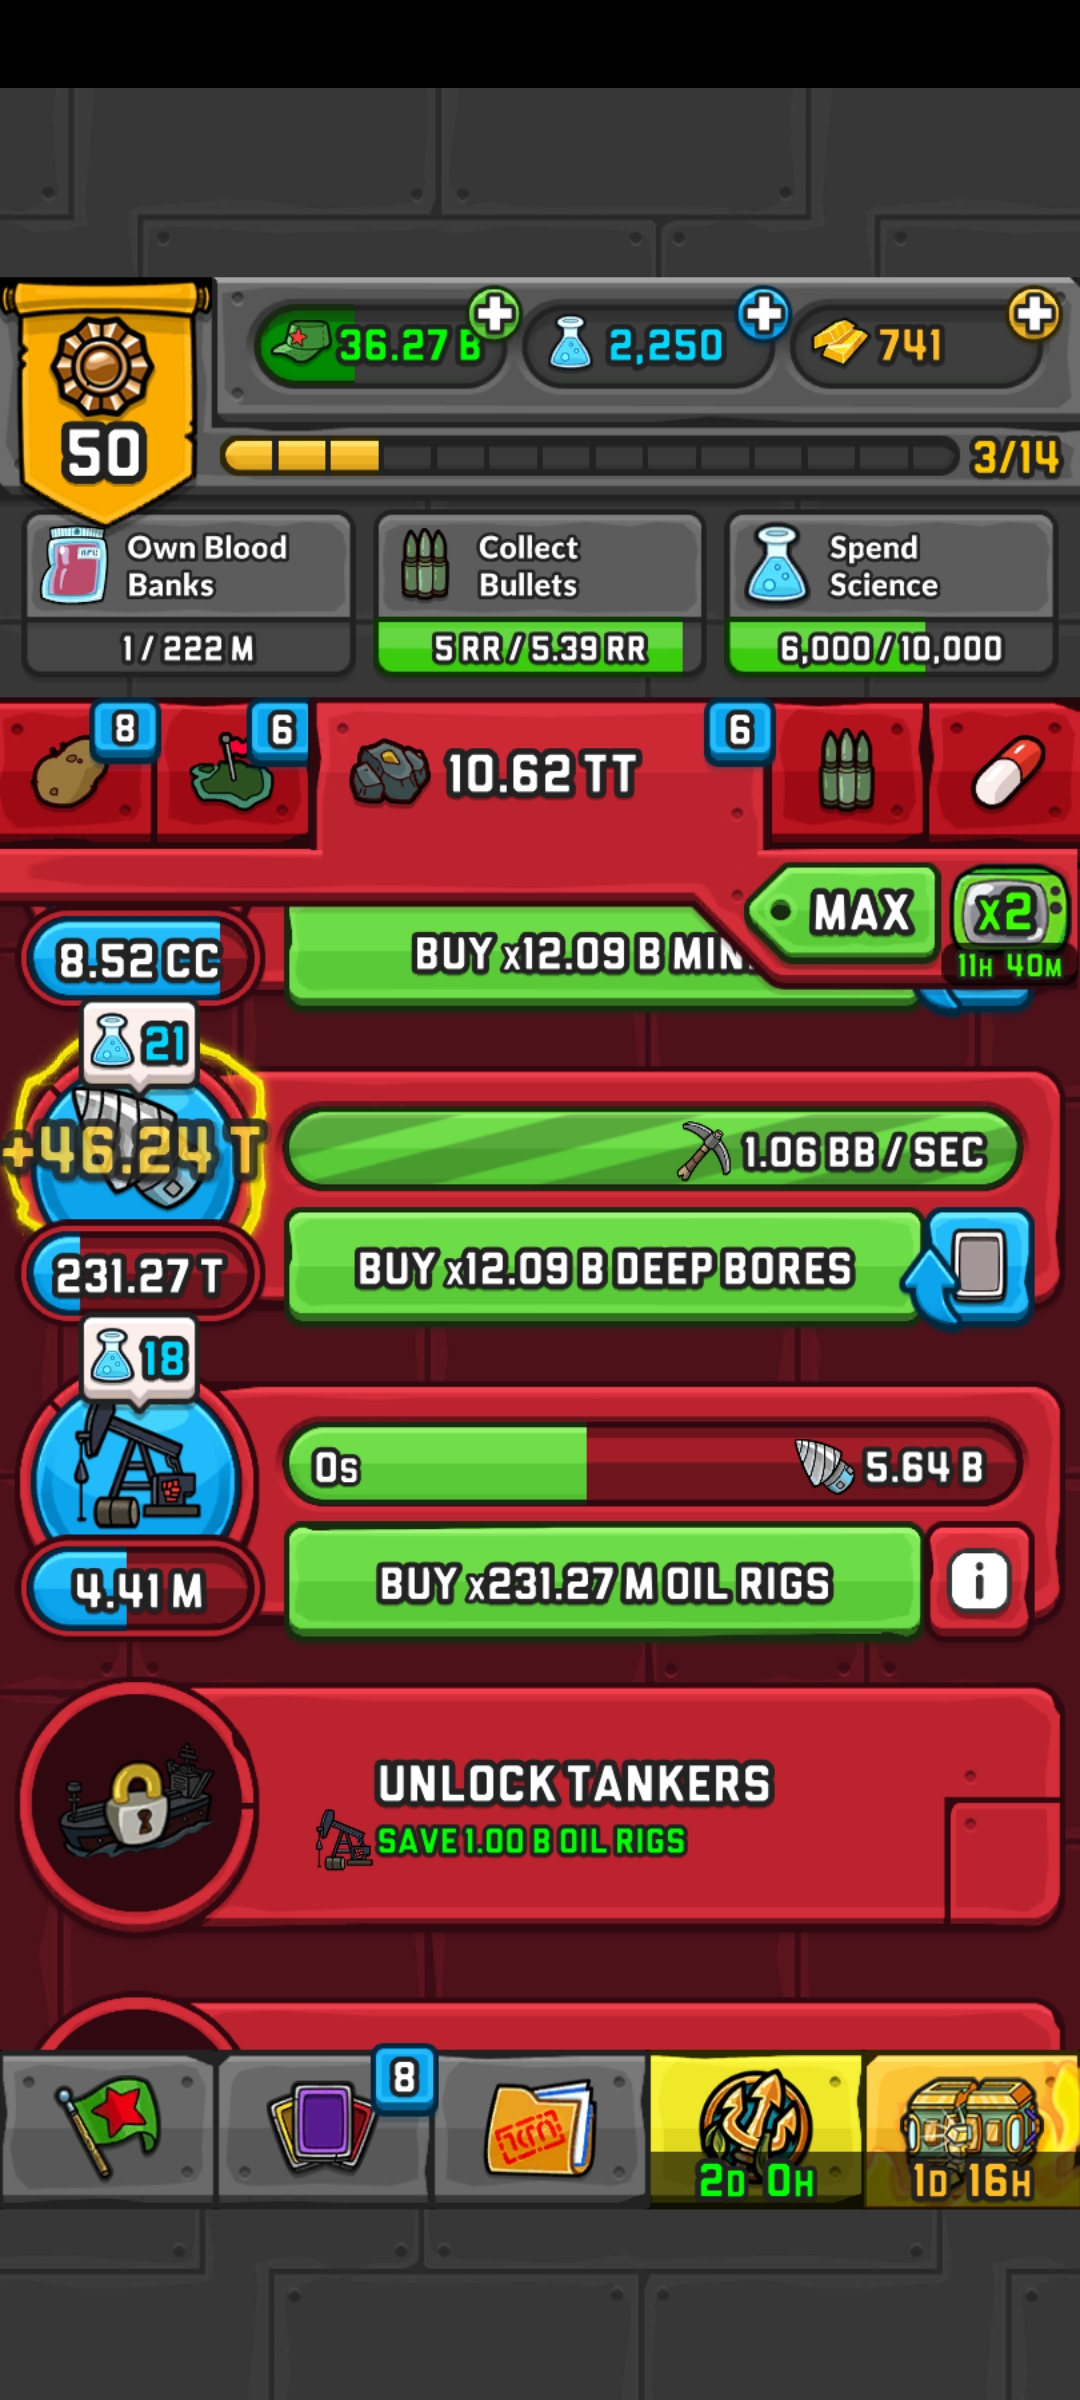 36.27 B
2,250
741
50
3/14
Own Blood
Banks
1 / 222 M
Collect
Bullets
5 RR / 5.39 RR
Spend
Science
6,000 / 10,000
8
6
10.62 TT
6
MAX
x2
11H 40M
8.52 CC
BUY x12.09 B MIN
21
+46.24 T
1.06 BB / SEC
231.27 T
BUY x12.09 B DEEP BORES
18
0s
5.64 B
4.41 M
BUY x231.27 M OIL RIGS
i
UNLOCK TANKERS
SAVE 1.00 B OIL RIGS
8
2D 0H
1D 16H